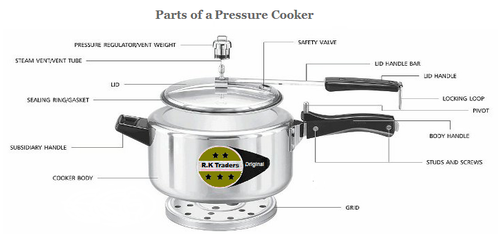 Parts of a Pressure Cooker
PRESSURE REGULATOR/VENT WEIGHT
SAFETY VALVE
STEAM VENT/VENT TUBE
LID HANDLE BAR
LID HANDLE
LID
SEALING RING/GASKET
LOCKING LOOP
PIVOT
BODY HANDLE
SUBSIDIARY HANDLE
R.K Traders
Original
STUDS AND SCREWS
COOKER BODY
GRID